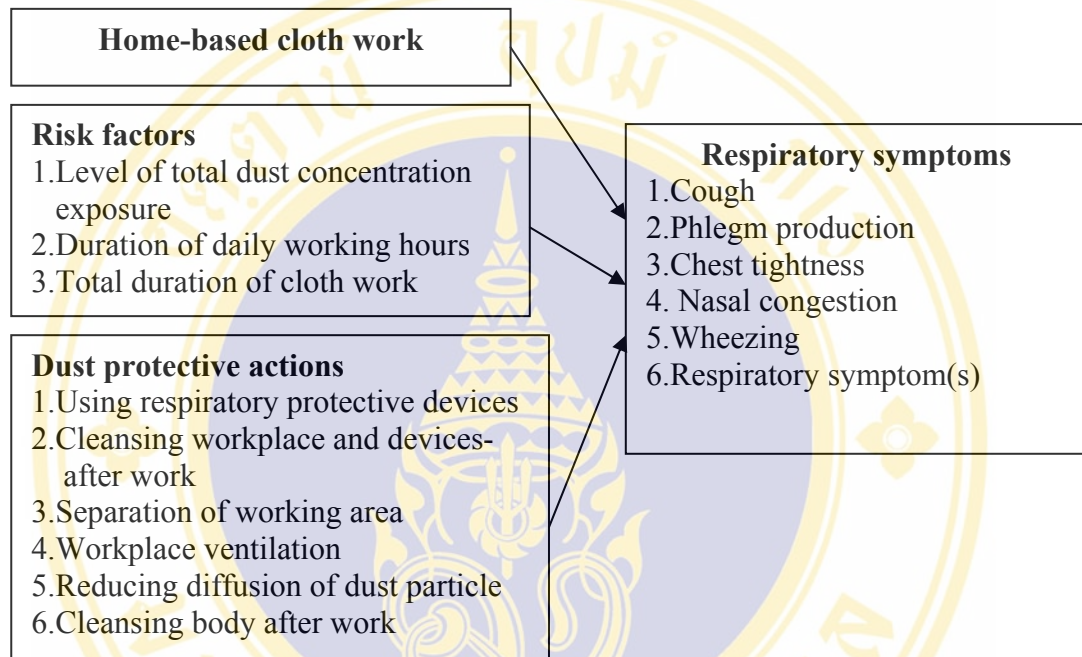 Home-based cloth work
Risk factors
1.Level of total dust concentration
exposure
2.Duration of daily working hours
3.Total duration of cloth work
Dust protective actions
1.Using respiratory protective devices
2.Cleansing workplace and devices-
after work
3.Separation of working area
4.Workplace ventilation
5.Reducing diffusion of dust particle
6.Cleansing body after work
Respiratory symptoms
1.Cough
2.Phlegm production
3.Chest tightness
4. Nasal congestion
5.Wheezing
6.Respiratory symptom(s)